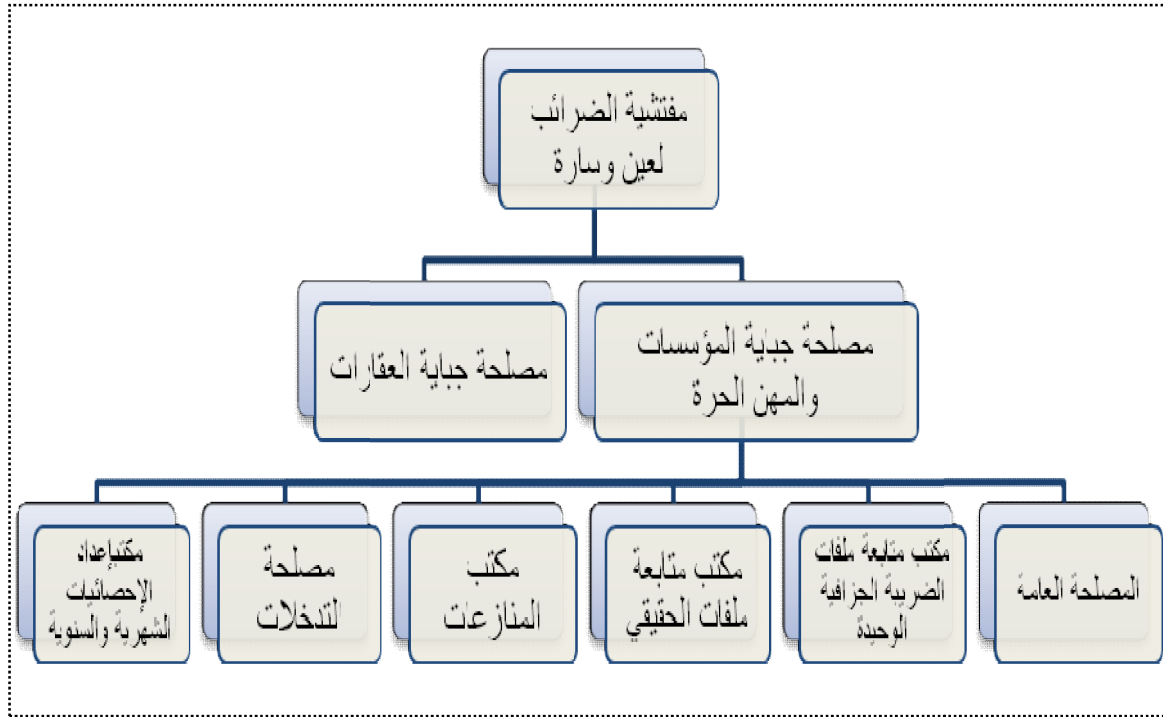 مفتشية الضرائب
لعين وسارة
مصلحة جباية المؤسسات
والمهن الحرة
مصلحة جباية العقارات
المصلحة العامة
مكتب متابعة ملفات
الضريبة الجزافية
الوحيدة
مكتب متابعة
ملفات الحقيقي
مكتب
المنازعات
مصلحة
لتدخلات
مكتبإعداد
الإحصائيات
الشهرية والسنوية